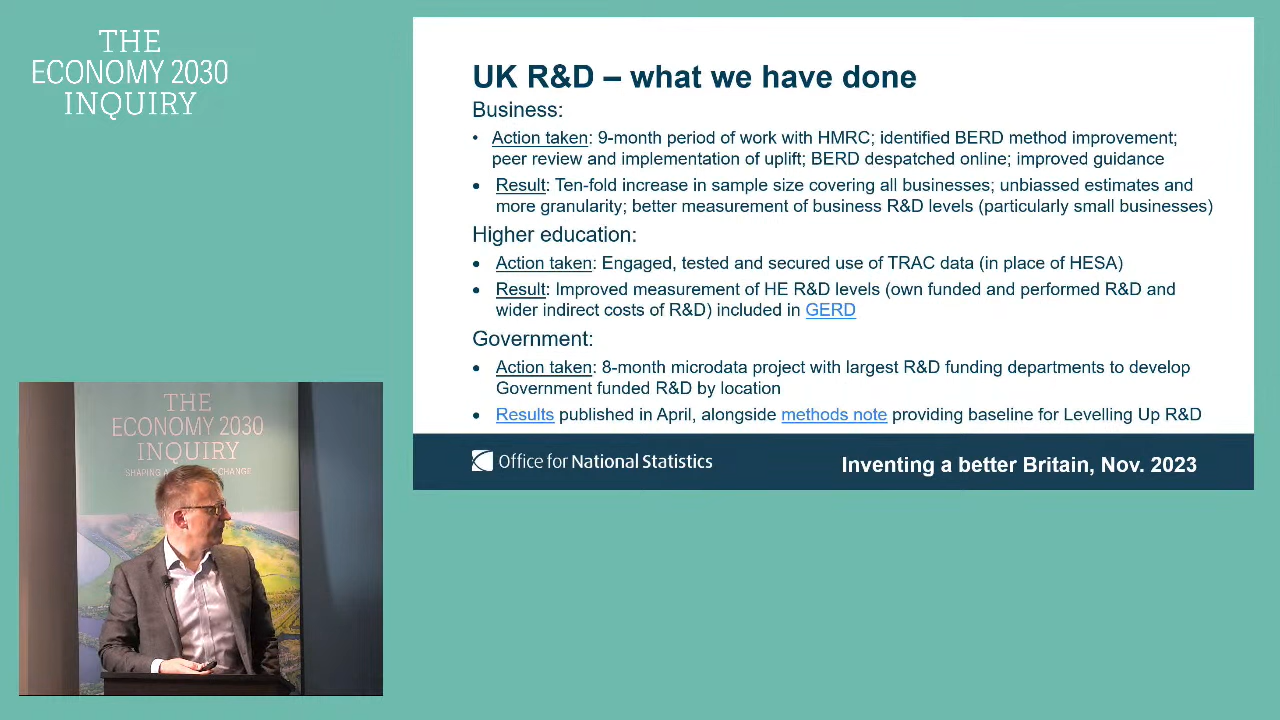 THE
ECONOMY 2030
INQUIRY
UK R&D – what we have done
Business:
• Action taken: 9-month period of work with HMRC; identified BERD method improvement;
peer review and implementation of uplift; BERD despatched online; improved guidance
• Result: Ten-fold increase in sample size covering all businesses; unbiassed estimates and
more granularity; better measurement of business R&D levels (particularly small businesses)
Higher education:
• Action taken: Engaged, tested and secured use of TRAC data (in place of HESA)
• Result: Improved measurement of HE R&D levels (own funded and performed R&D and
wider indirect costs of R&D) included in GERD
Government:
• Action taken: 8-month microdata project with largest R&D funding departments to develop
Government funded R&D by location
• Results published in April, alongside methods note providing baseline for Levelling Up R&D
Office for National Statistics
Inventing a better Britain, Nov. 2023
THE
ECONOMY 2030
INQUIRY
SHAPING A CHANGE